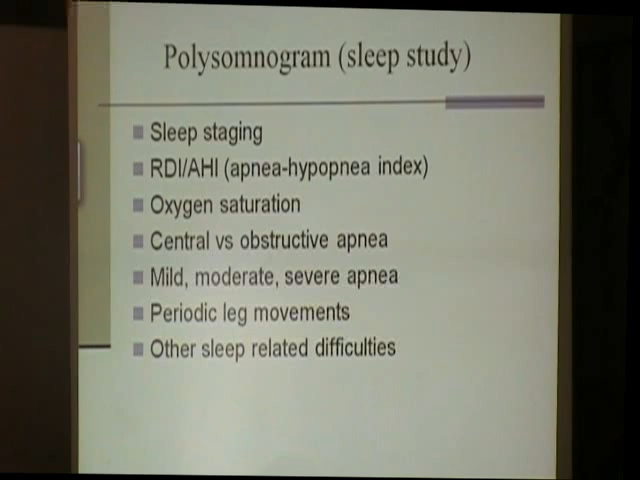 Polysomnogram (sleep study)
Sleep staging
RDI/AHI (apnea-hypopnea index)
Oxygen saturation
Central vs obstructive apnea
Mild, moderate, severe apnea
Periodic leg movements
Other sleep related difficulties